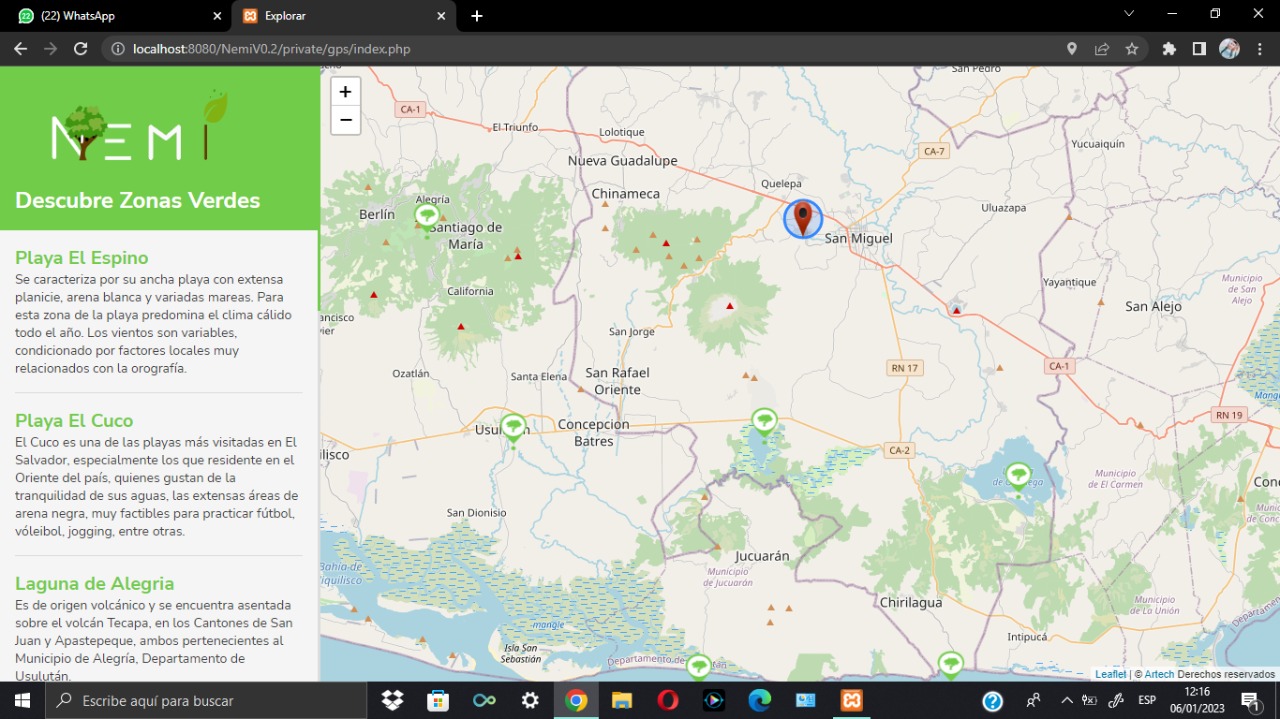 (22) WhatsApp
Explorar
localhost:8080/NemiV0.2/private/gps/index.php
NEMI
Descubre Zonas Verdes
Playa El Espino
Se caracteriza por su ancha playa con extensa
planicie, arena blanca y variadas mareas. Para
esta zona de la playa predomina el clima cálido
todo el año. Los vientos son variables,
condicionado por factores locales muy
relacionados con la orografía.
Playa El Cuco
El Cuco es una de las playas más visitadas en El
Salvador, especialmente los que residente en el
Oriente del país, quienes gustan de la
tranquilidad de sus aguas, las extensas áreas de
arena negra, muy factibles para practicar fútbol,
vóleibol, jogging, entre otras.
Laguna de Alegria
Es de origen volcánico y se encuentra asentada
sobre el volcán Tecapa, en los Cantones de San
Juan y Apastepeque, ambos pertenecientes al
Municipio de Alegría, Departamento de
Usulután.
+
−
San Pedro
CA-1
El Triunfo
Lolotique
Yucuaiquín
CA-7
Nueva Guadalupe
Quelepa
Chinameca
Alegría
Berlín
Uluazapa
Santiago de
María
San Miguel
Yayantique
Municipio
de San
Alejo
California
San Alejo
ancisco
vier
San Jorge
CA-1
RN 17
Ozatlán
Santa Elena
San Rafael
Oriente
RN 19
Concepción
Batres
CA-2
ilisco
Municipio
de El Carmen
San Dionisio
Jucuarán
Municipio
de Jucuarán
Bahía de
Jiquilisco
Chirilagua
Municipio
de La Unión
mangle
Intipucá
Isla San
Sebastián
Leaflet | © Artech Derechos reservados
Escribe aquí para buscar
ESP
12:16
06/01/2023
1